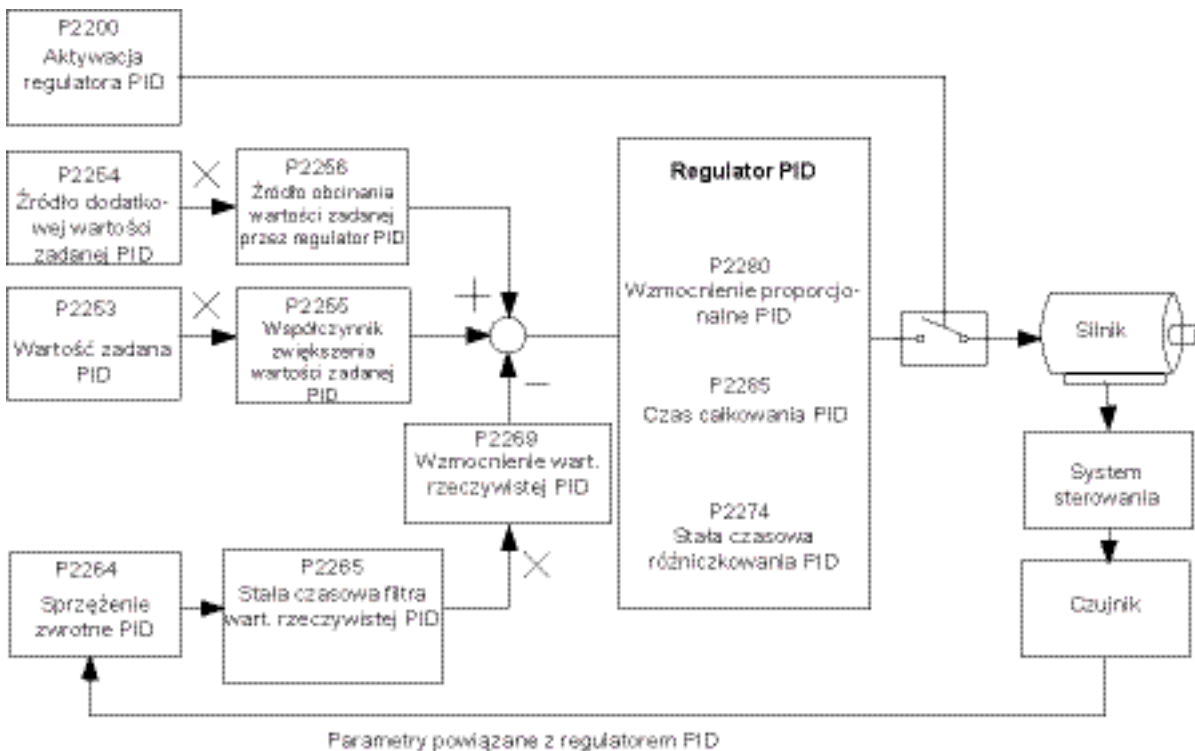 P2200
Aktywacja
regulatora PID
P2254
Źródło dodatko-
wej wartości
zadanej PID
P2256
Źródło obcinania
wartości zadanej
przez regulator PID
P2253
Wartość zadana
PID
P2255
Współczynnik
zwiększenia
wartości zadanej
PID
+
−
P2269
Wzmocnienie wart.
rzeczywistej PID
P2264
Sprzężenie
zwrotne PID
P2265
Stała czasowa filtra
wart. rzeczywistej PID
Regulator PID
P2280
Wzmocnienie proporcjo-
nalne PID
P2285
Czas całkowania PID
P2274
Stała czasowa
różniczkowania PID
Silnik
System
sterowania
Czujnik
Parametry powiązane z regulatorem PID